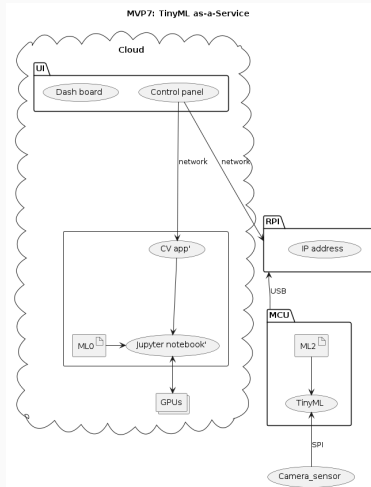 MVP7: TinyML as-a-Service
Cloud
UI
Dash board
Control panel
network
network
RPI
IP address
CV app'
USB
MCU
ML0
Jupyter notebook'
ML2
GPUs
TinyML
SPI
Camera_sensor